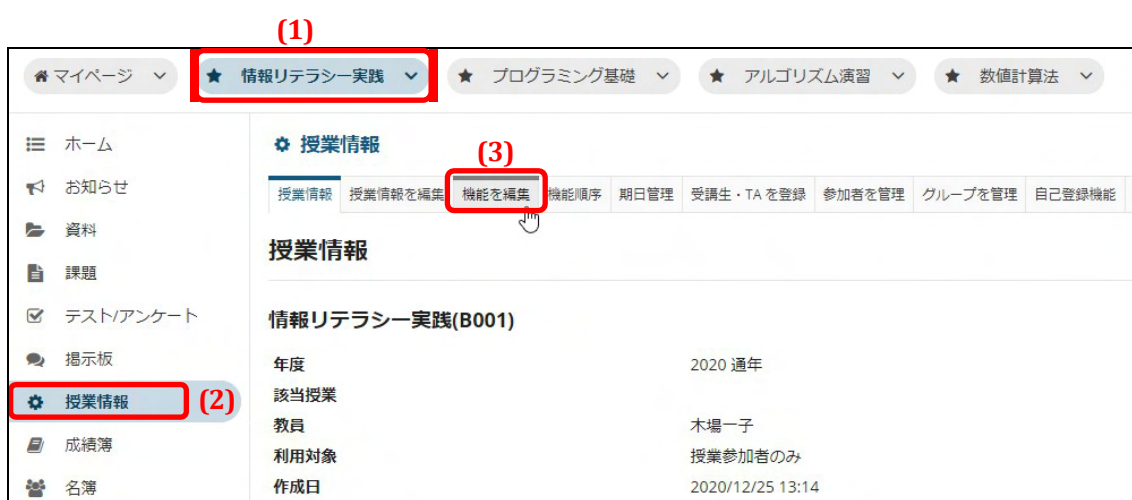 (1)
マイページ 情報リテラシー実践 プログラミング基礎 アルゴリズム演習 数値計算法
ホーム
お知らせ
資料
課題
テスト/アンケート
掲示板
授業情報 (2)
成績簿
名簿
授業情報
(3)
授業情報 授業情報を編集 機能を編集 機能順序 期日管理 受講生・TA を登録 参加者を管理 グループを管理 自己登録機能
授業情報
情報リテラシー実践(B001)
年度 2020 通年
該当授業
教員 木場一子
利用対象 授業参加者のみ
作成日 2020/12/25 13:14